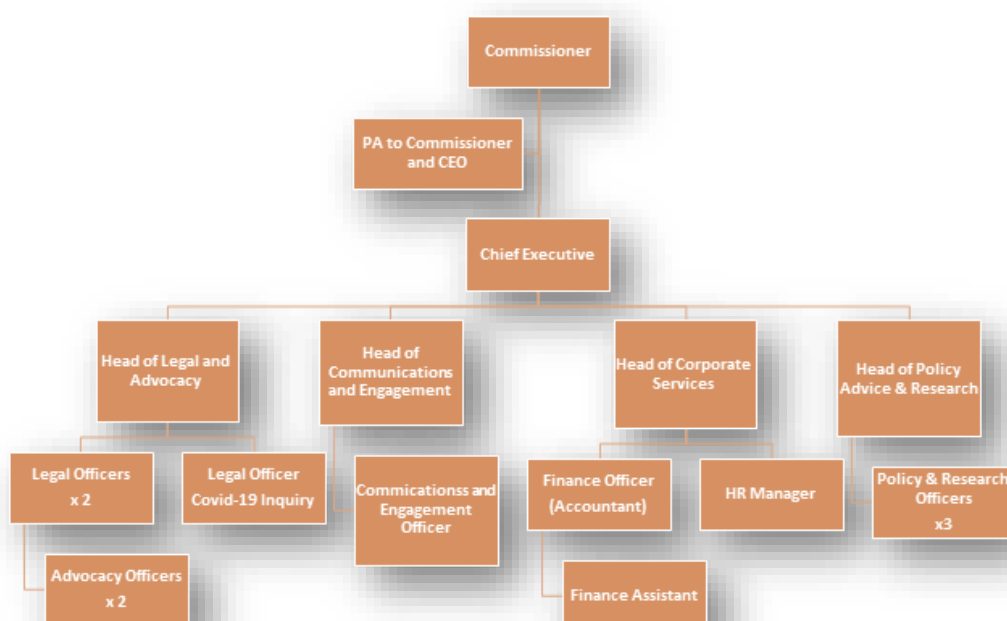 Commissioner
PA to Commissioner
and CEO
Chief Executive
Head of Legal and
Advocacy
Head of
Communications
and Engagement
Head of Corporate
Services
Head of Policy
Advice & Research
Legal Officers
x 2
Legal Officer
Covid-19 Inquiry
Commicationss and
Engagement
Officer
Finance Officer
(Accountant)
HR Manager
Policy & Research
Officers
x3
Advocacy Officers
x 2
Finance Assistant